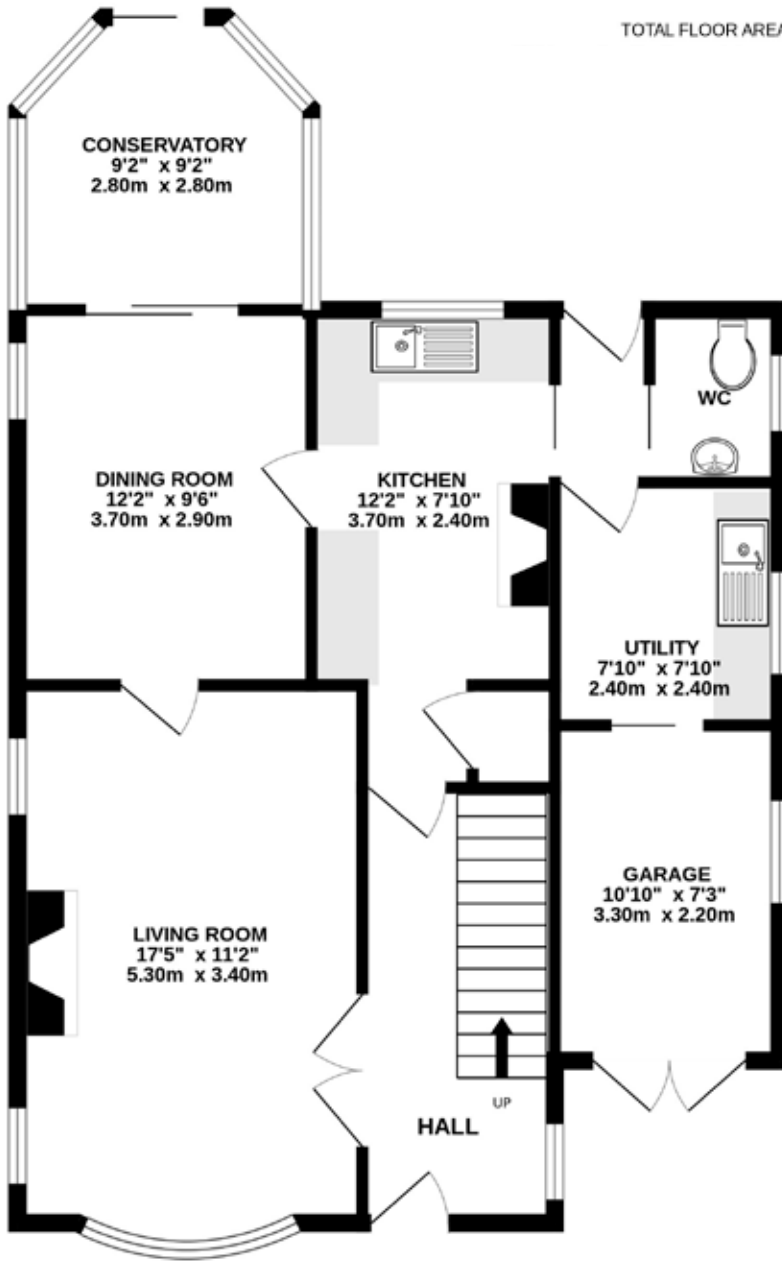 TOTAL FLOOR AREA
CONSERVATORY
9'2" x 9'2"
2.80m x 2.80m
WC
DINING ROOM
12'2" x 9'6"
3.70m x 2.90m
KITCHEN
12'2" x 7'10"
3.70m x 2.40m
UTILITY
7'10" x 7'10"
2.40m x 2.40m
GARAGE
10'10" x 7'3"
3.30m x 2.20m
LIVING ROOM
17'5" x 11'2"
5.30m x 3.40m
UP
HALL